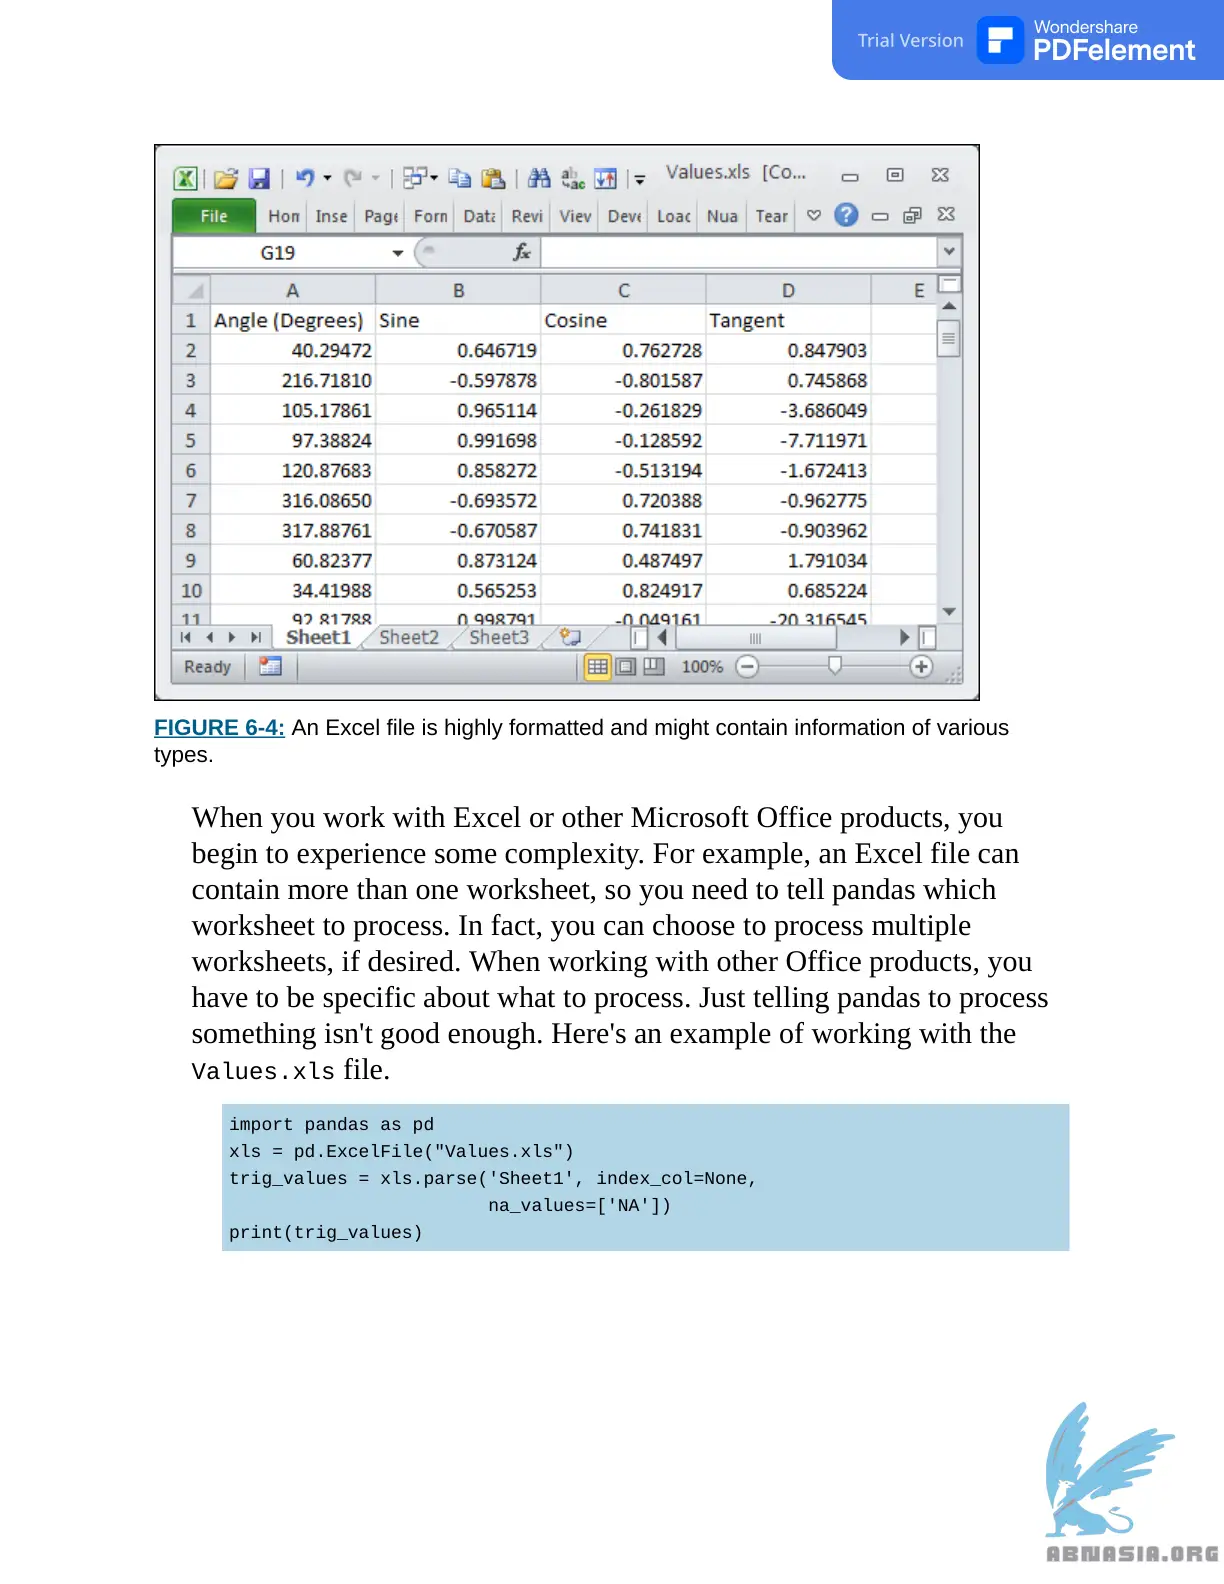 Trial Version
Wondershare
PDFelement
Values.xls [Co...
File Hon Inse Page Forn Data Revi Viev Deve Loac Nua Tear
G19 fx
A B C D E
1 Angle (Degrees) Sine Cosine Tangent
2 40.29472 0.646719 0.762728 0.847903
3 216.71810 -0.597878 -0.801587 0.745868
4 105.17861 0.965114 -0.261829 -3.686049
5 97.38824 0.991698 -0.128592 -7.711971
6 120.87683 0.858272 -0.513194 -1.672413
7 316.08650 -0.693572 0.720388 -0.962775
8 317.88761 -0.670587 0.741831 -0.903962
9 60.82377 0.873124 0.487497 1.791034
10 34.41988 0.565253 0.824917 0.685224
11 92.81788 0.998791 -0.049161 -20.316545
Sheet1 Sheet2 Sheet3
Ready 100%
FIGURE 6-4: An Excel file is highly formatted and might contain information of various
types.
When you work with Excel or other Microsoft Office products, you
begin to experience some complexity. For example, an Excel file can
contain more than one worksheet, so you need to tell pandas which
worksheet to process. In fact, you can choose to process multiple
worksheets, if desired. When working with other Office products, you
have to be specific about what to process. Just telling pandas to process
something isn't good enough. Here's an example of working with the
Values.xls file.
import pandas as pd
xls = pd.ExcelFile("Values.xls")
trig_values = xls.parse('Sheet1', index_col=None,
na_values=['NA'])
print(trig_values)
ABNASIA.ORG